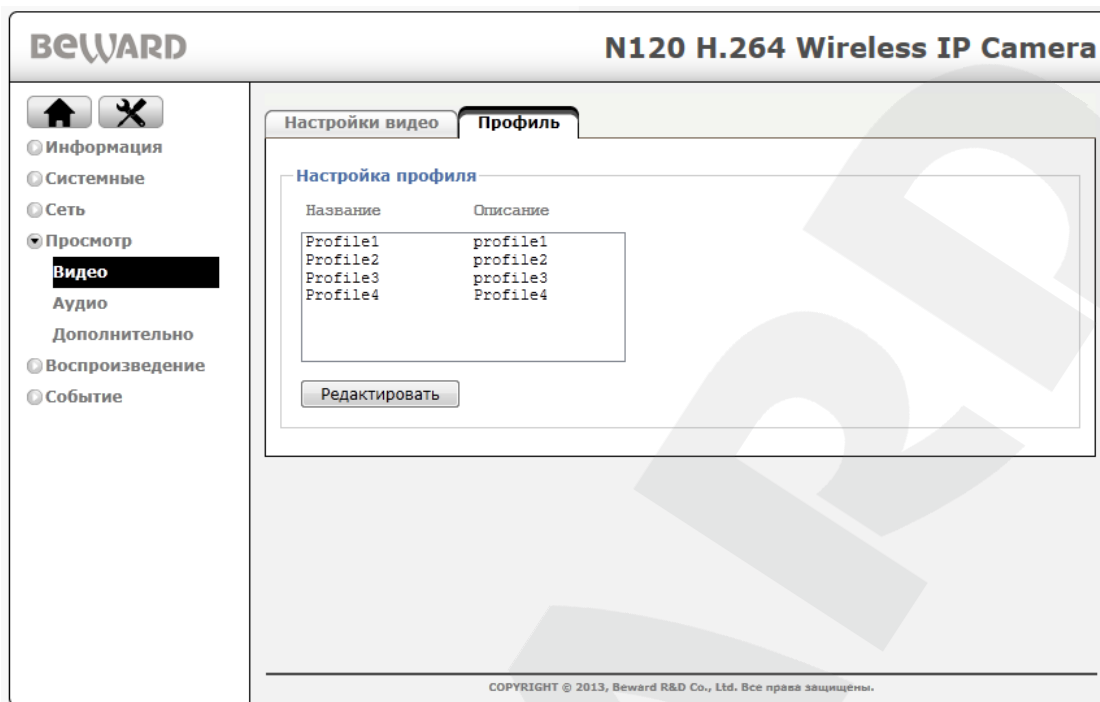 BEWARD
N120 H.264 Wireless IP Camera
Информация
Системные
Сеть
Просмотр
Видео
Аудио
Дополнительно
Воспроизведение
Событие
Настройки видео Профиль
Настройка профиля
Название Описание
Profile1 profile1
Profile2 profile2
Profile3 profile3
Profile4 Profile4
Редактировать
COPYRIGHT © 2013, Beward R&D Co., Ltd. Все права защищены.